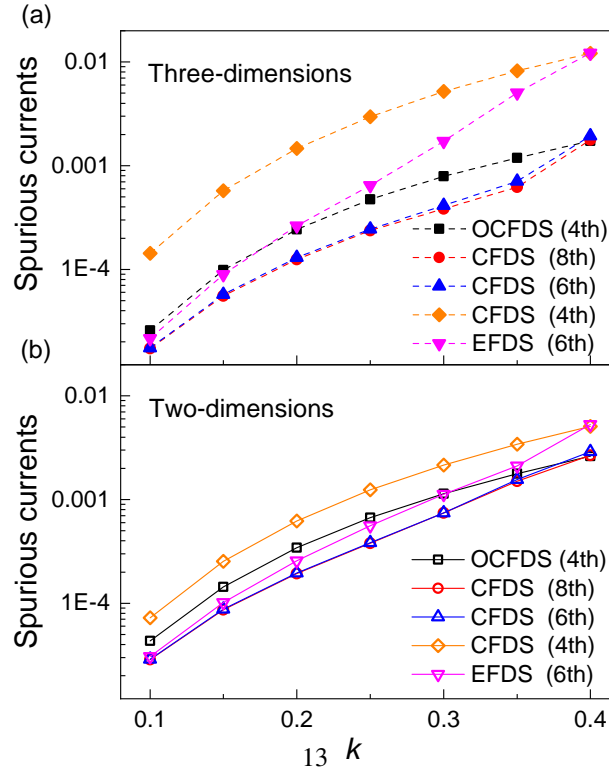 (a)
0.01
Three-dimensions
Spurious currents
0.001
1E-4
OCFDS (4th)
CFDS (8th)
CFDS (6th)
CFDS (4th)
EFDS (6th)
(b)
Two-dimensions
0.01
Spurious currents
0.001
1E-4
OCFDS (4th)
CFDS (8th)
CFDS (6th)
CFDS (4th)
EFDS (6th)
0.1 0.2 0.3 0.4
13 k